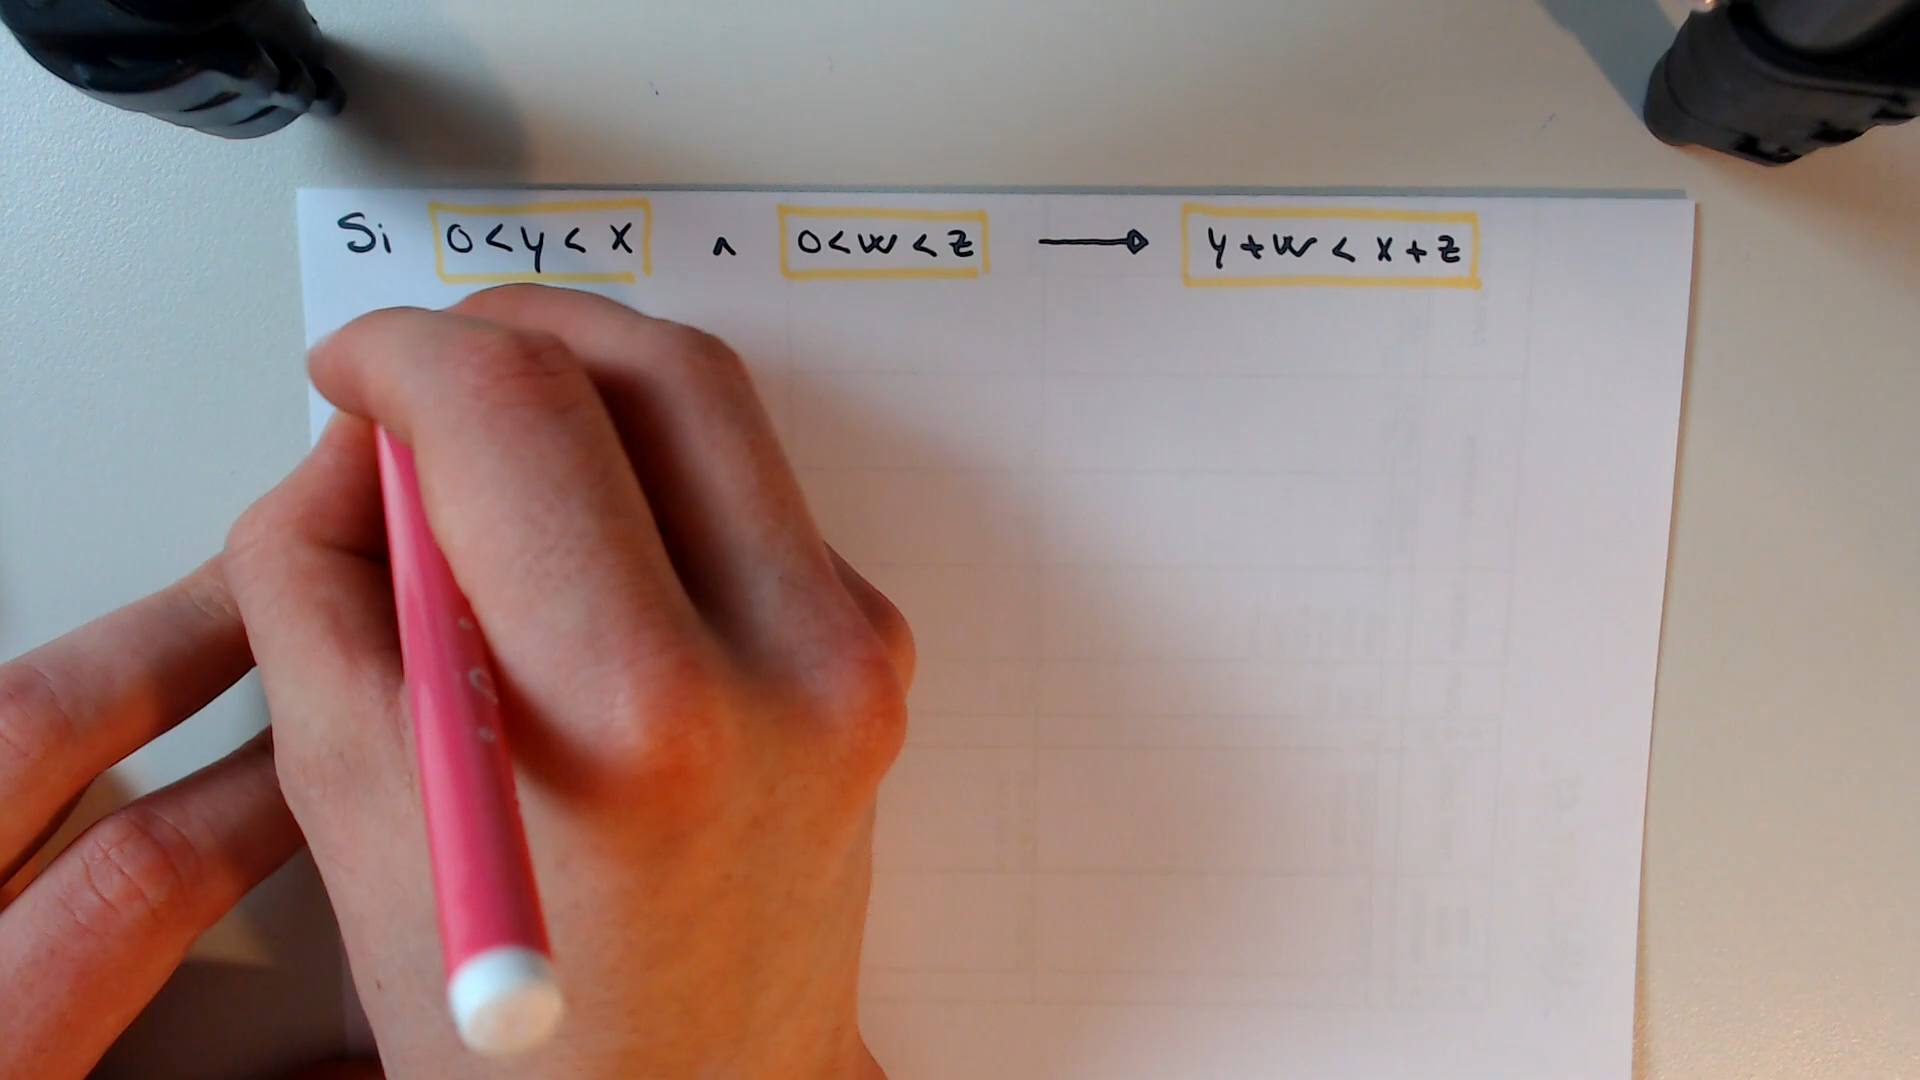 Si 0<y<x ∧ 0<w<z → y+w<x+z